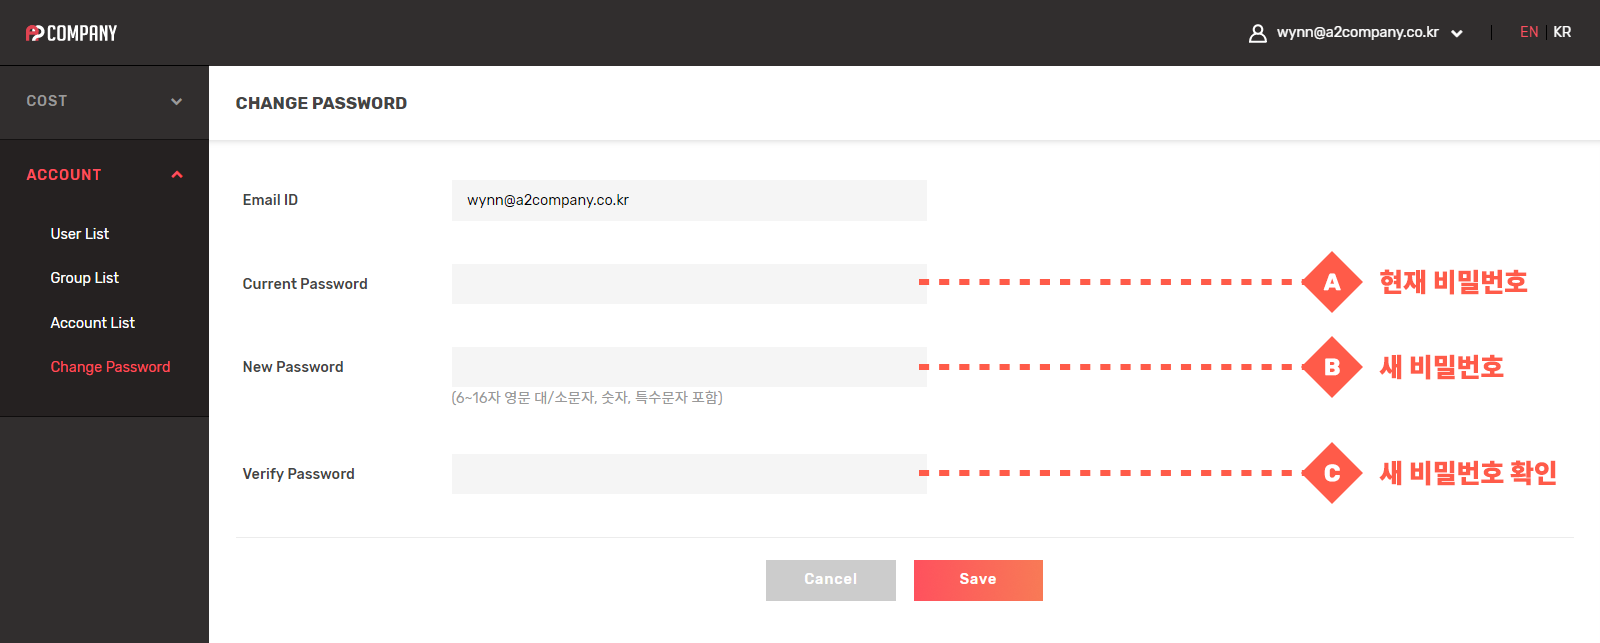 A2 COMPANY
wynn@a2company.co.kr
EN | KR
COST
CHANGE PASSWORD
ACCOUNT
User List
Group List
Account List
Change Password
Email ID
wynn@a2company.co.kr
Current Password
A 현재 비밀번호
New Password
B 새 비밀번호
(6~16자 영문 대/소문자, 숫자, 특수문자 포함)
Verify Password
C 새 비밀번호 확인
Cancel
Save